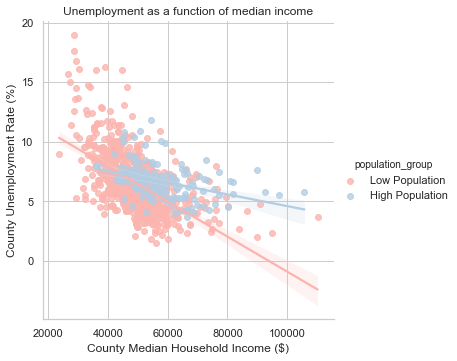 Unemployment as a function of median income
20
15
10
5
0
County Unemployment Rate (%)
20000 40000 60000 80000 100000
County Median Household Income ($)
population_group
Low Population
High Population